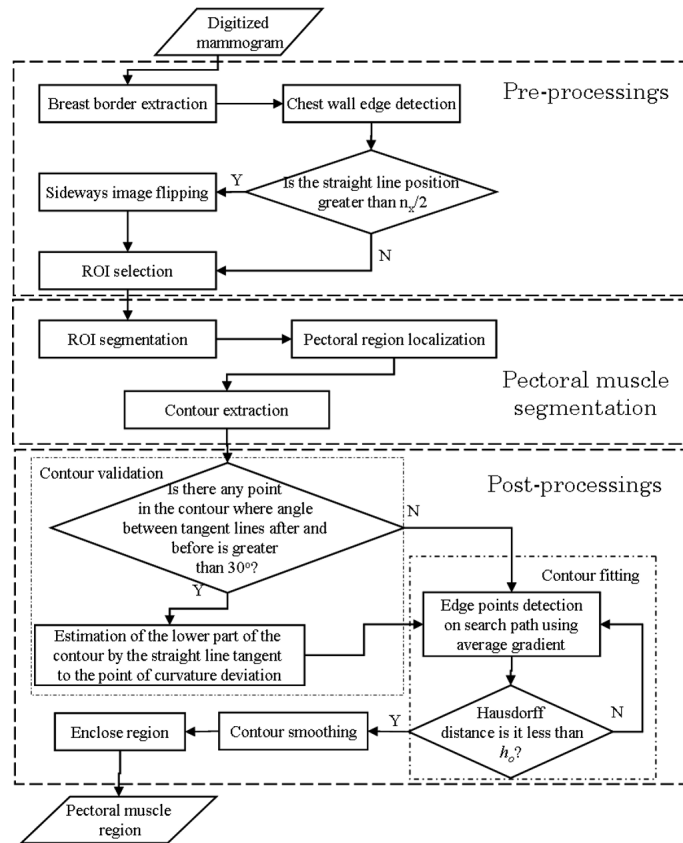 Digitized
mammogram
Pre-processings
Breast border extraction
Chest wall edge detection
Is the straight line position
greater than nx/2
Y
Sideways image flipping
N
ROI selection
ROI segmentation
Pectoral region localization
Pectoral muscle
segmentation
Contour extraction
Contour validation
Post-processings
Is there any point
in the contour where angle
between tangent lines after and
before is greater
than 30º?
N
Y
Contour fitting
Edge points detection
on search path using
average gradient
Estimation of the lower part of the
contour by the straight line tangent
to the point of curvature deviation
Hausdorff
distance is it less than
ho?
N
Y
Contour smoothing
Enclose region
Pectoral muscle
region